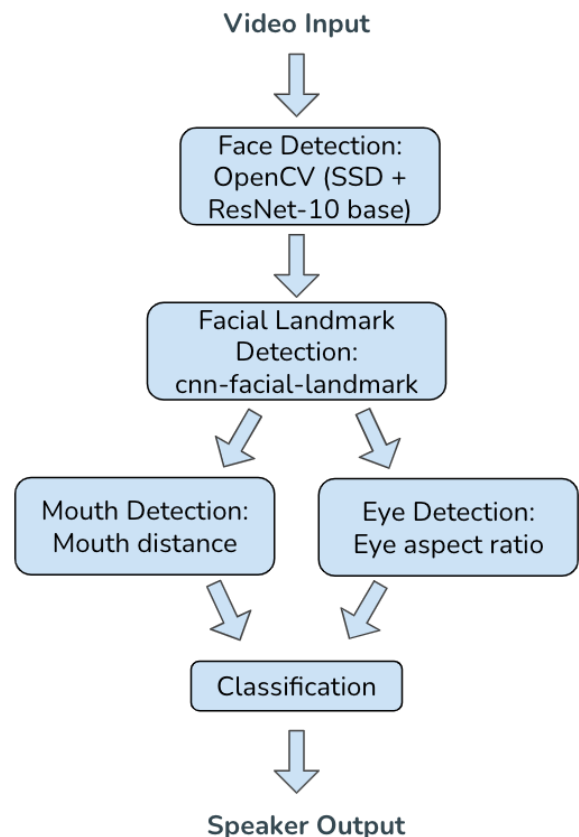 Video Input
Face Detection:
OpenCV (SSD +
ResNet-10 base)
Facial Landmark
Detection:
cnn-facial-landmark
Mouth Detection:
Mouth distance
Eye Detection:
Eye aspect ratio
Classification
Speaker Output